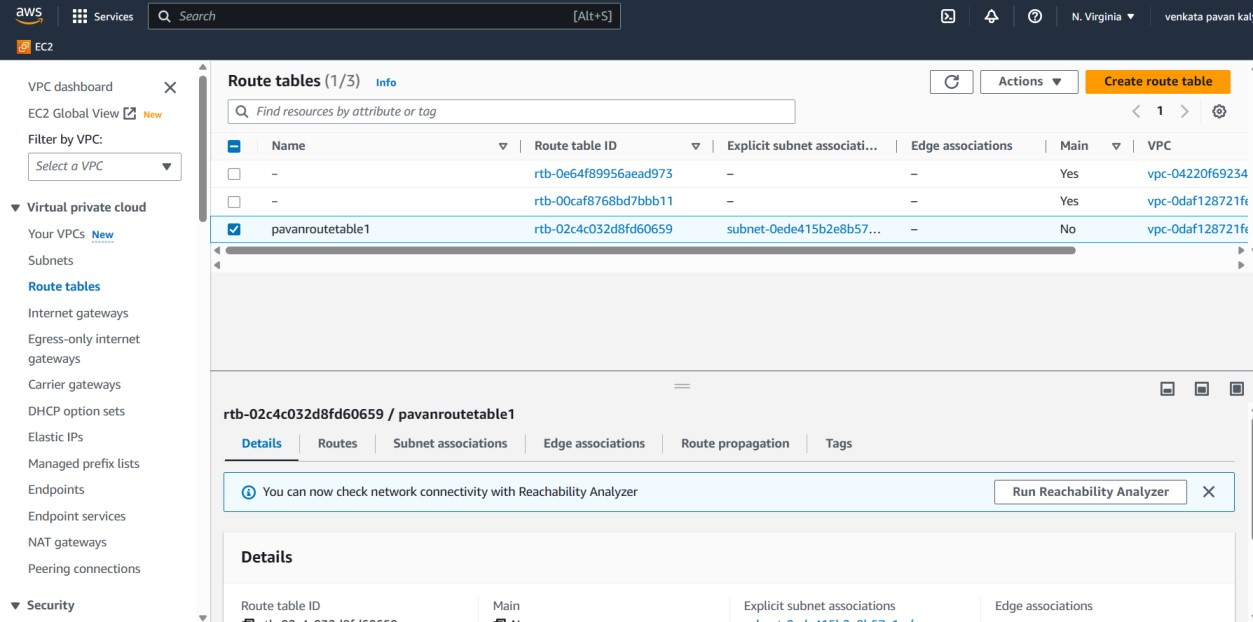 aws
Services
Search
[Alt+S]
N. Virginia
venkata pavan kal
EC2
VPC dashboard
EC2 Global View New
Filter by VPC:
Select a VPC
Virtual private cloud
Your VPCs New
Subnets
Route tables
Internet gateways
Egress-only internet
gateways
Carrier gateways
DHCP option sets
Elastic IPs
Managed prefix lists
Endpoints
Endpoint services
NAT gateways
Peering connections
Security
Route tables (1/3) Info
Actions
Create route table
Find resources by attribute or tag
1
Name Route table ID Explicit subnet associati... Edge associations Main VPC
– rtb-0e64f89956aead973 – – Yes vpc-04220f69234
– rtb-00caf8768bd7bbb11 – – Yes vpc-0daf128721fe
pavanroutetable1 rtb-02c4c032d8fd60659 subnet-0ede415b2e8b57... – No vpc-0daf128721fe
rtb-02c4c032d8fd60659 / pavanroutetable1
Details Routes Subnet associations Edge associations Route propagation Tags
You can now check network connectivity with Reachability Analyzer
Run Reachability Analyzer
Details
Route table ID Main Explicit subnet associations Edge associations